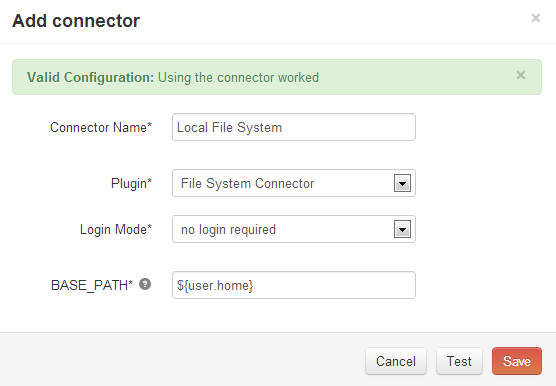 Add connector ×
Valid Configuration: Using the connector worked ×
Connector Name* Local File System
Plugin* File System Connector
Login Mode* no login required
BASE_PATH* ? ${user.home}
Cancel Test Save